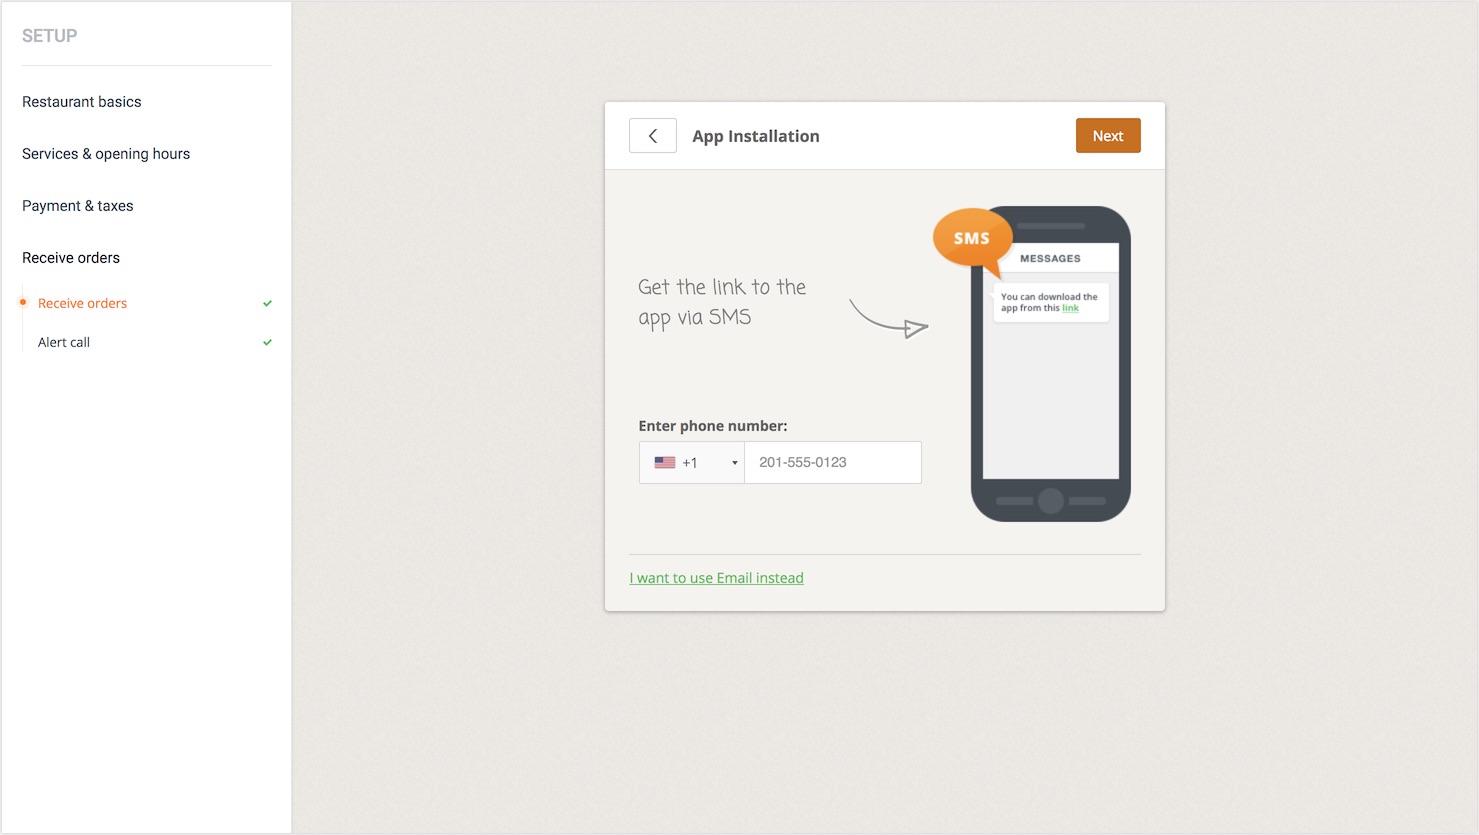 SETUP
Restaurant basics
Services & opening hours
Payment & taxes
Receive orders
Receive orders
Alert call
App Installation
Next
Get the link to the
app via SMS
SMS
MESSAGES
You can download the
app from this link
Enter phone number:
+1
201-555-0123
I want to use Email instead